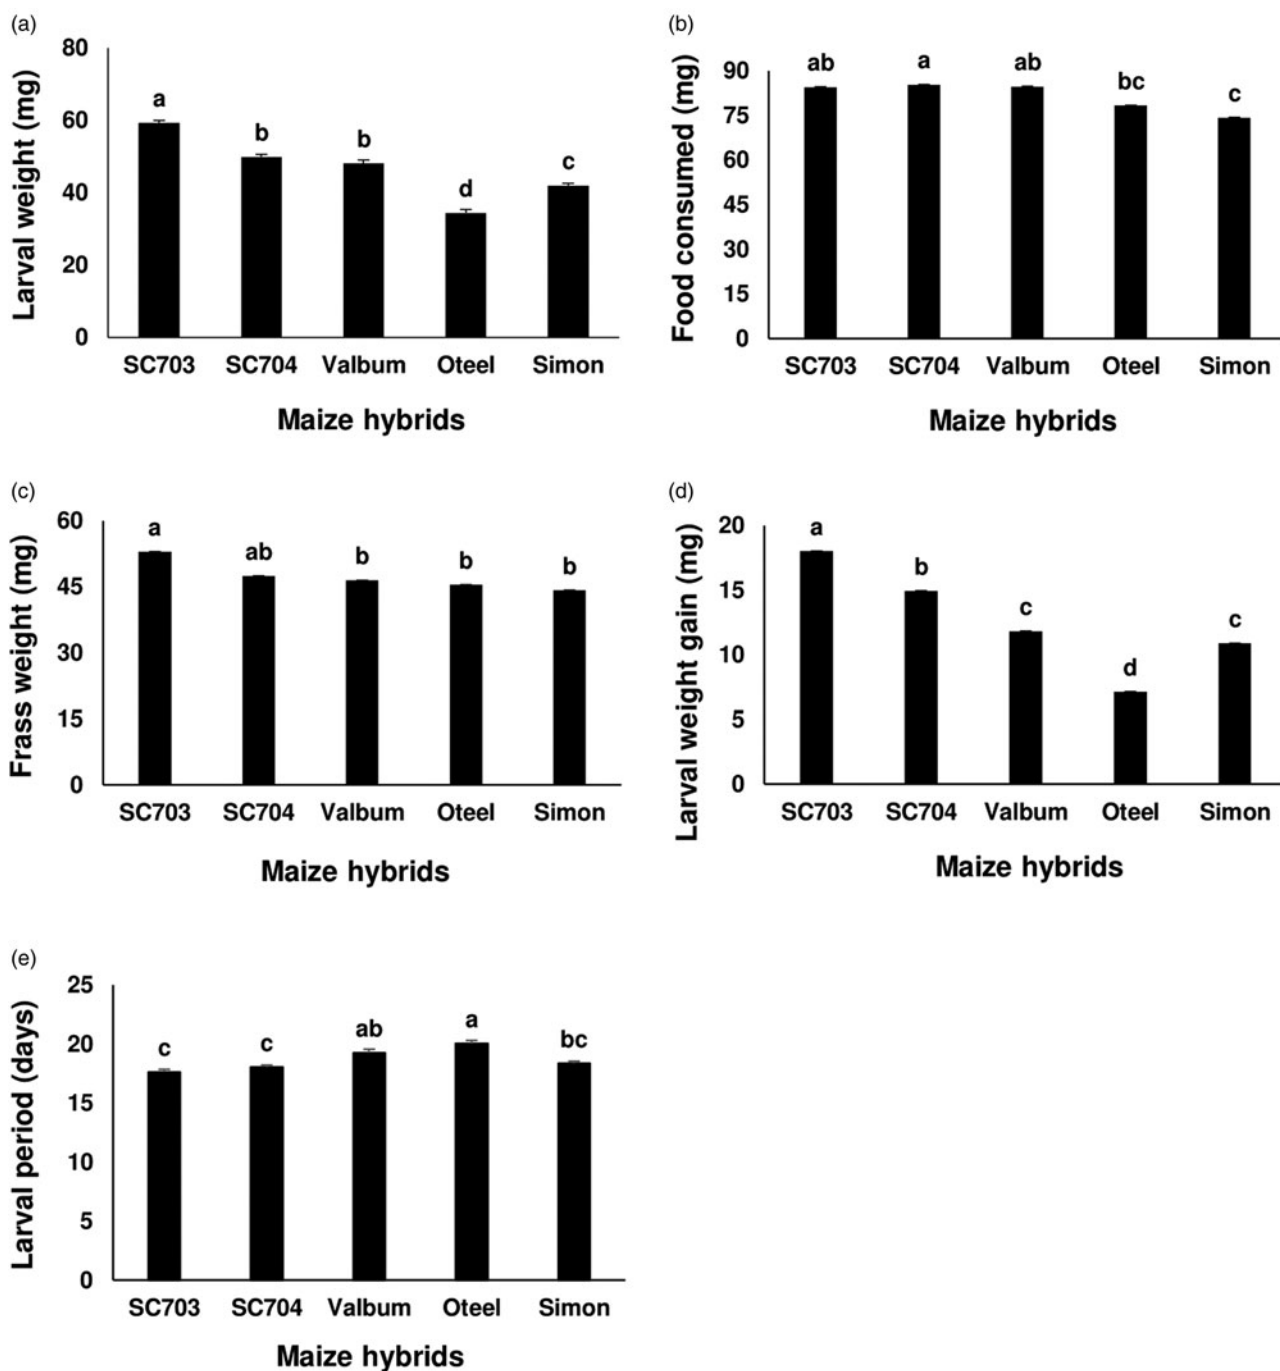 (a)
Larval weight (mg)
80
60
40
20
0
a
b
b
d
c
SC703 SC704 Valbum Oteel Simon
Maize hybrids
(b)
Food consumed (mg)
90
75
60
45
30
15
0
ab
a
ab
bc
c
SC703 SC704 Valbum Oteel Simon
Maize hybrids
(c)
Frass weight (mg)
60
45
30
15
0
a
ab
b
b
b
SC703 SC704 Valbum Oteel Simon
Maize hybrids
(d)
Larval weight gain (mg)
20
15
10
5
0
a
b
c
d
c
SC703 SC704 Valbum Oteel Simon
Maize hybrids
(e)
Larval period (days)
25
20
15
10
5
0
c
c
ab
a
bc
SC703 SC704 Valbum Oteel Simon
Maize hybrids